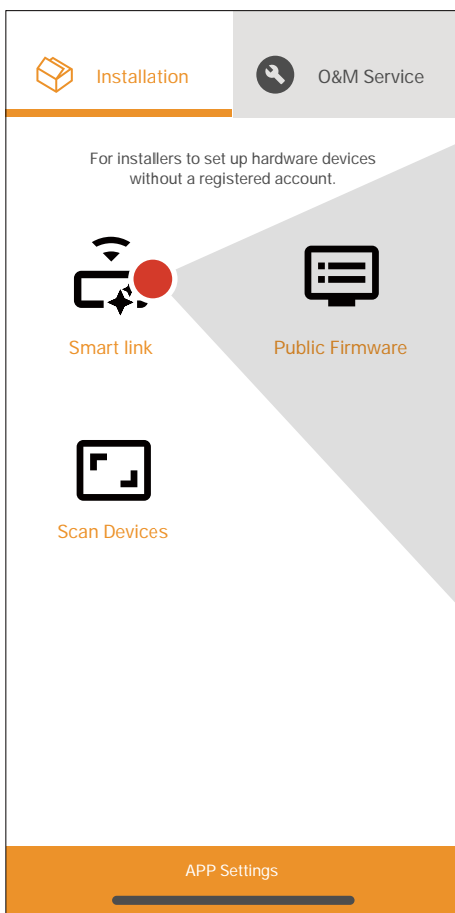 Installation
O&M Service
For installers to set up hardware devices
without a registered account.
Smart link
Public Firmware
Scan Devices
APP Settings